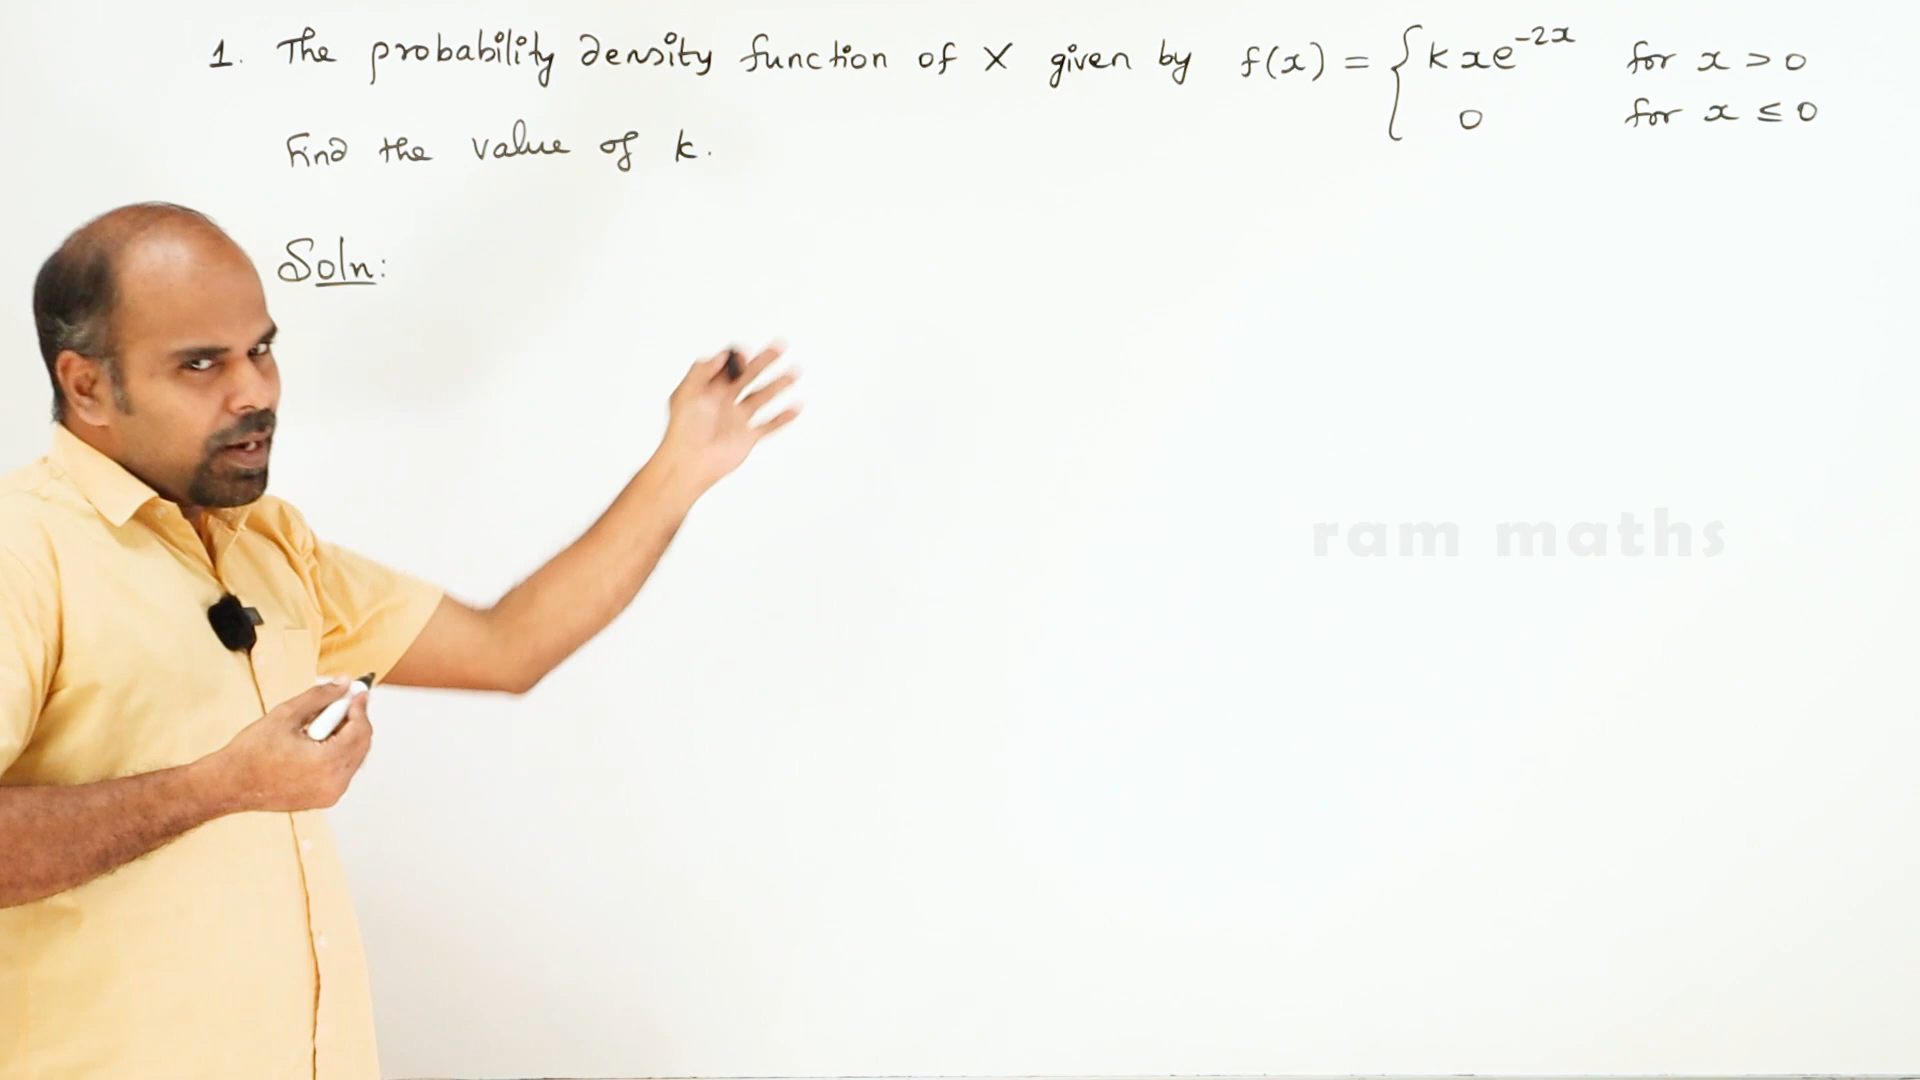 1. The probability density function of X given by f(x) = { k x e^{-2x} for x > 0
0 for x ≤ 0
Find the value of k.
Soln:
ram maths